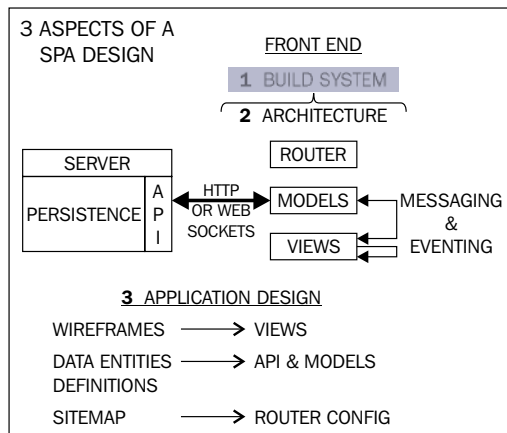 3 ASPECTS OF A
SPA DESIGN
FRONT END
1 BUILD SYSTEM
2 ARCHITECTURE
ROUTER
SERVER
PERSISTENCE
API
HTTP
OR WEB
SOCKETS
MODELS
VIEWS
MESSAGING
&
EVENTING
3 APPLICATION DESIGN
WIREFRAMES VIEWS
DATA ENTITIES API & MODELS
DEFINITIONS
SITEMAP ROUTER CONFIG